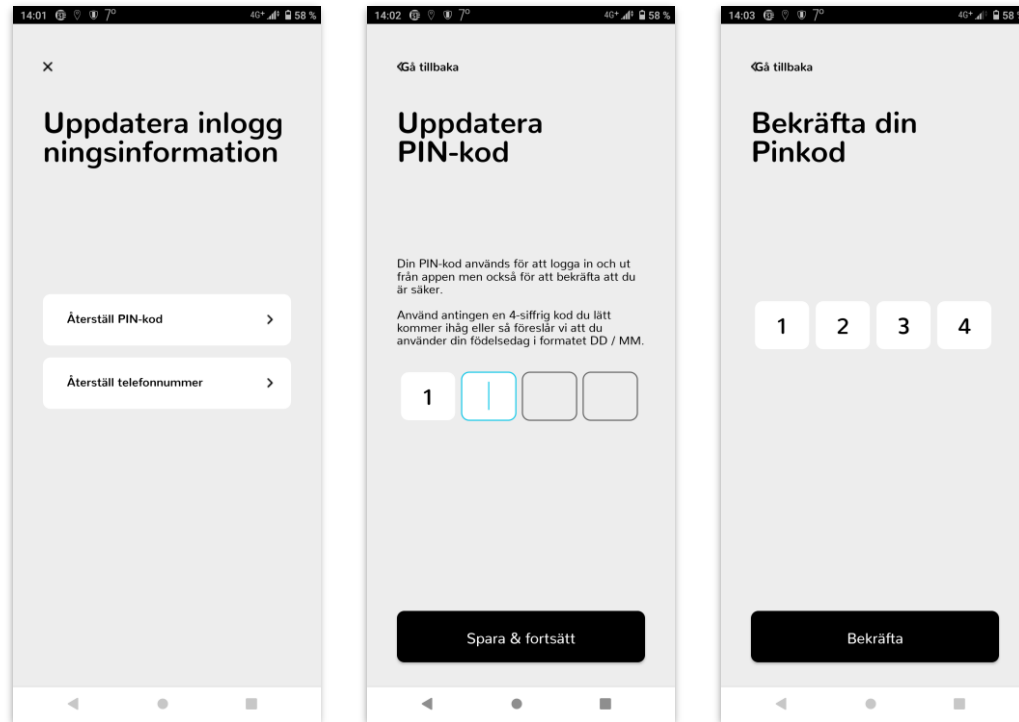 14:01 7° 4G+ 58 %
×
Uppdatera inlogg
ningsinformation
Återställ PIN-kod
Återställ telefonnummer
14:02 7° 4G+ 58 %
Gå tillbaka
Uppdatera
PIN-kod
Din PIN-kod används för att logga in och ut
från appen men också för att bekräfta att du
är säker.
Använd antingen en 4-siffrig kod du lätt
kommer ihåg eller så föreslår vi att du
använder din födelsedag i formatet DD / MM.
1
Spara & fortsätt
14:03 7° 4G+ 58 %
Gå tillbaka
Bekräfta din
Pinkod
1 2 3 4
Bekräfta